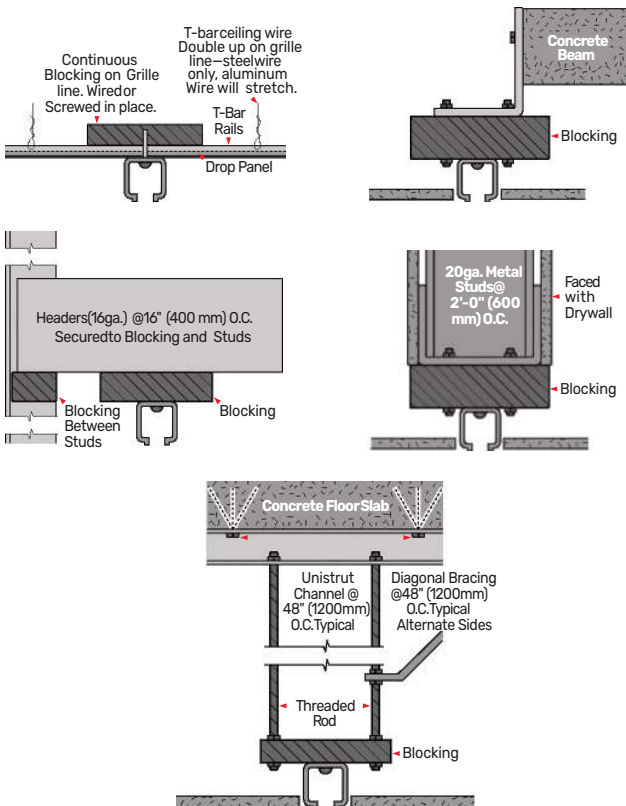 Continuous
Blocking on Grille
line. Wiredor
Screwed in place.
T-barceiling wire
Double up on grille
line—steelwire
only, aluminum
Wire will stretch.
T-Bar
Rails
Drop Panel
Concrete
Beam
Blocking
Headers(16ga.) @16" (400 mm) O.C.
Securedto Blocking and Studs
Blocking
Between
Studs
Blocking
20ga. Metal
Studs@
2'-0" (600
mm) O.C.
Faced
with
Drywall
Blocking
Concrete FloorSlab
Unistrut
Channel @
48" (1200mm)
O.C.Typical
Diagonal Bracing
@48" (1200mm)
O.C.Typical
Alternate Sides
Threaded
Rod
Blocking